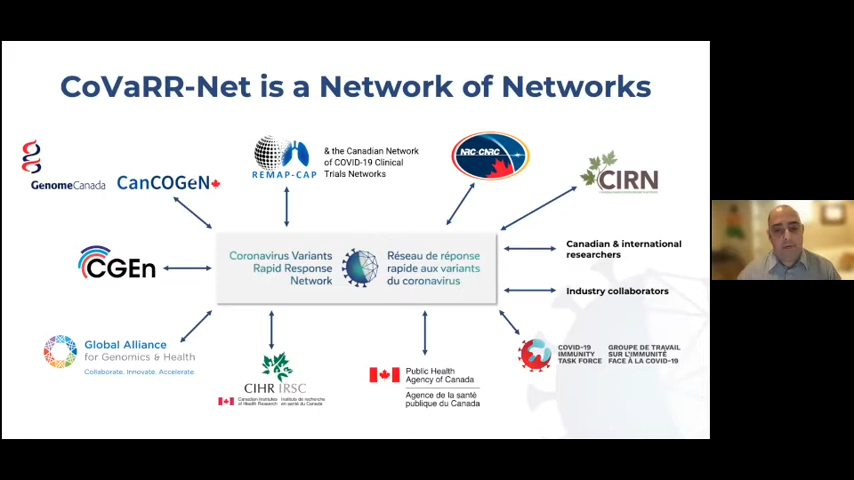 CoVaRR-Net is a Network of Networks
GenomeCanada
CanCOGeN
REMAP-CAP
& the Canadian Network
of COVID-19 Clinical
Trials Networks
NRC·CNRC
CIRN
CGEn
Coronavirus Variants
Rapid Response
Network
Réseau de réponse
rapide aux variants
du coronavirus
Canadian & international
researchers
Industry collaborators
Global Alliance
for Genomics & Health
Collaborate. Innovate. Accelerate.
CIHR IRSC
Canadian Institutes
of Health Research
Instituts de recherche
en santé du Canada
Public Health
Agency of Canada
Agence de la santé
publique du Canada
COVID-19
IMMUNITY
TASK FORCE
GROUPE DE TRAVAIL
SUR L'IMMUNITÉ
FACE À LA COVID-19